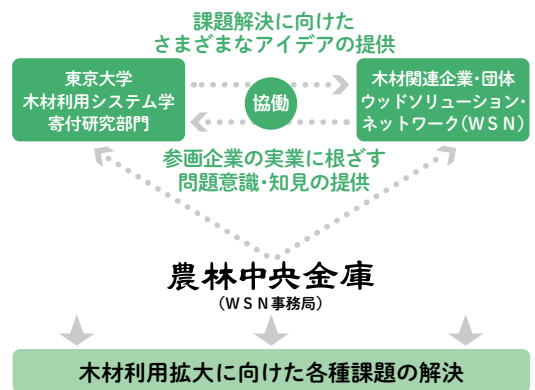 課題解決に向けた
さまざまなアイデアの提供
東京大学
木材利用システム学
寄付研究部門
協働
木材関連企業・団体
ウッドソリューション・
ネットワーク(WSN)
参画企業の実業に根ざす
問題意識・知見の提供
農林中央金庫
(WSN事務局)
木材利用拡大に向けた各種課題の解決